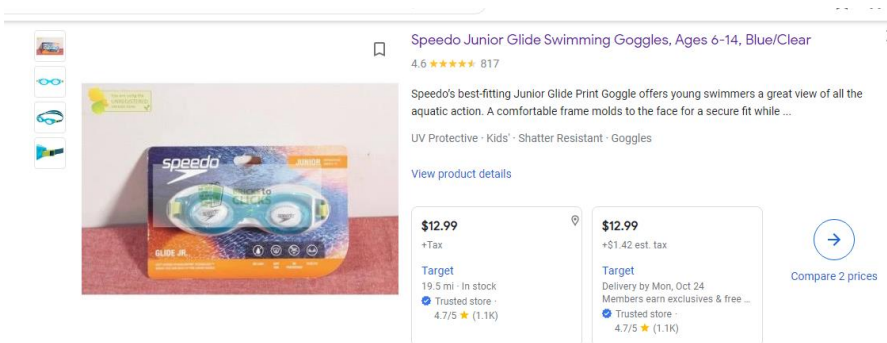 Speedo Junior Glide Swimming Goggles, Ages 6-14, Blue/Clear
4.6 ★★★★★ 817
Speedo's best-fitting Junior Glide Print Goggle offers young swimmers a great view of all the
aquatic action. A comfortable frame molds to the face for a secure fit while ...
UV Protective · Kids' · Shatter Resistant · Goggles
View product details
speedo
JUNIOR
CLICKS
GLIDE JR.
$12.99
+Tax
Target
19.5 mi · In stock
Trusted store ·
4.7/5 ★ (1.1K)
$12.99
+$1.42 est. tax
Target
Delivery by Mon, Oct 24
Members earn exclusives & free ...
Trusted store ·
4.7/5 ★ (1.1K)
Compare 2 prices